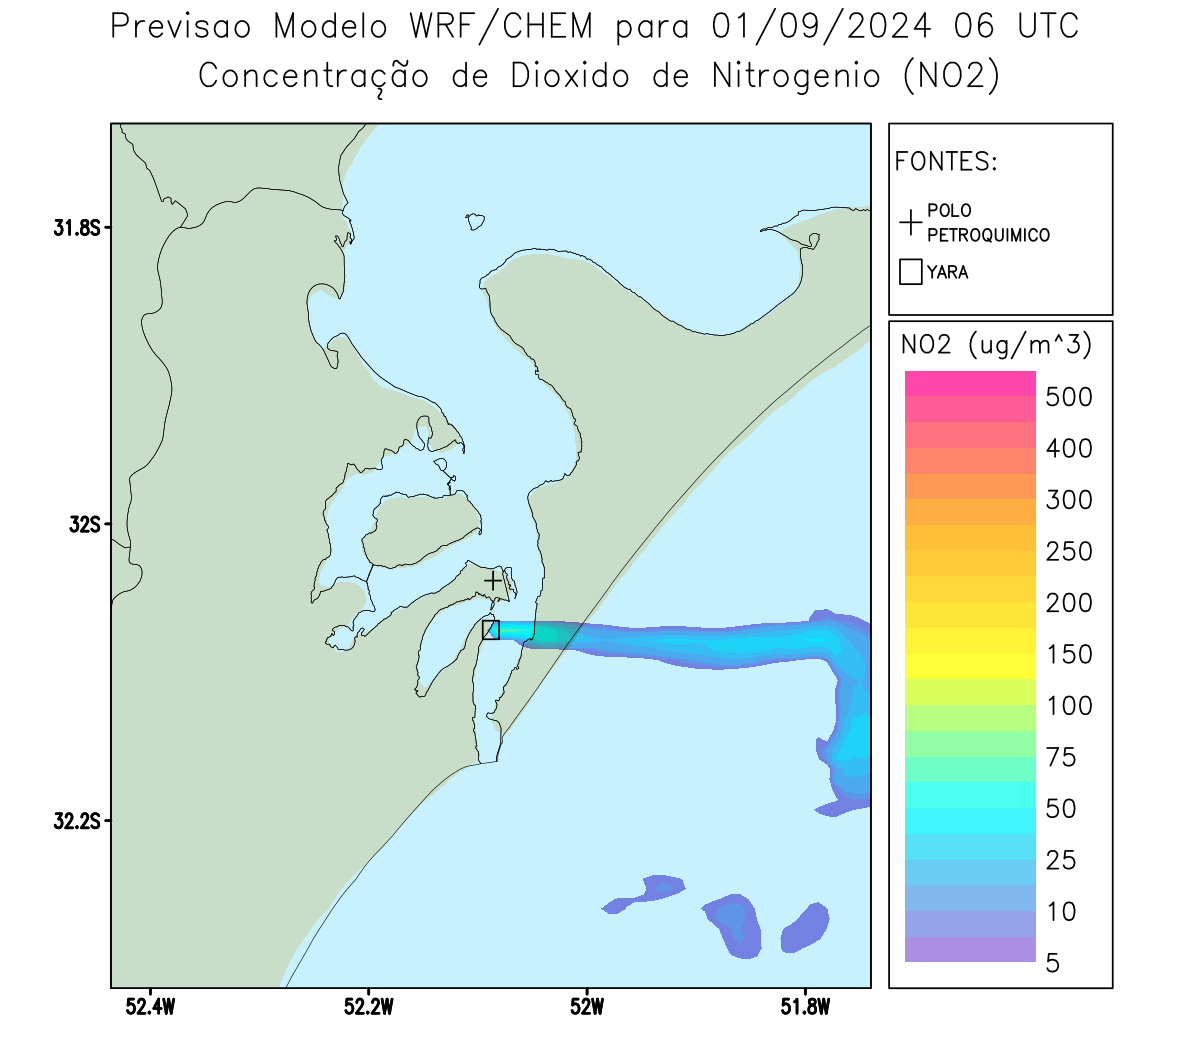 Previsao Modelo WRF/CHEM para 01/09/2024 06 UTC
Concentração de Dioxido de Nitrogenio (NO2)
31.8S
32S
32.2S
52.4W
52.2W
52W
51.8W
FONTES:
POLO
PETROQUIMICO
YARA
NO2 (ug/m^3)
500
400
300
250
200
150
100
75
50
25
10
5